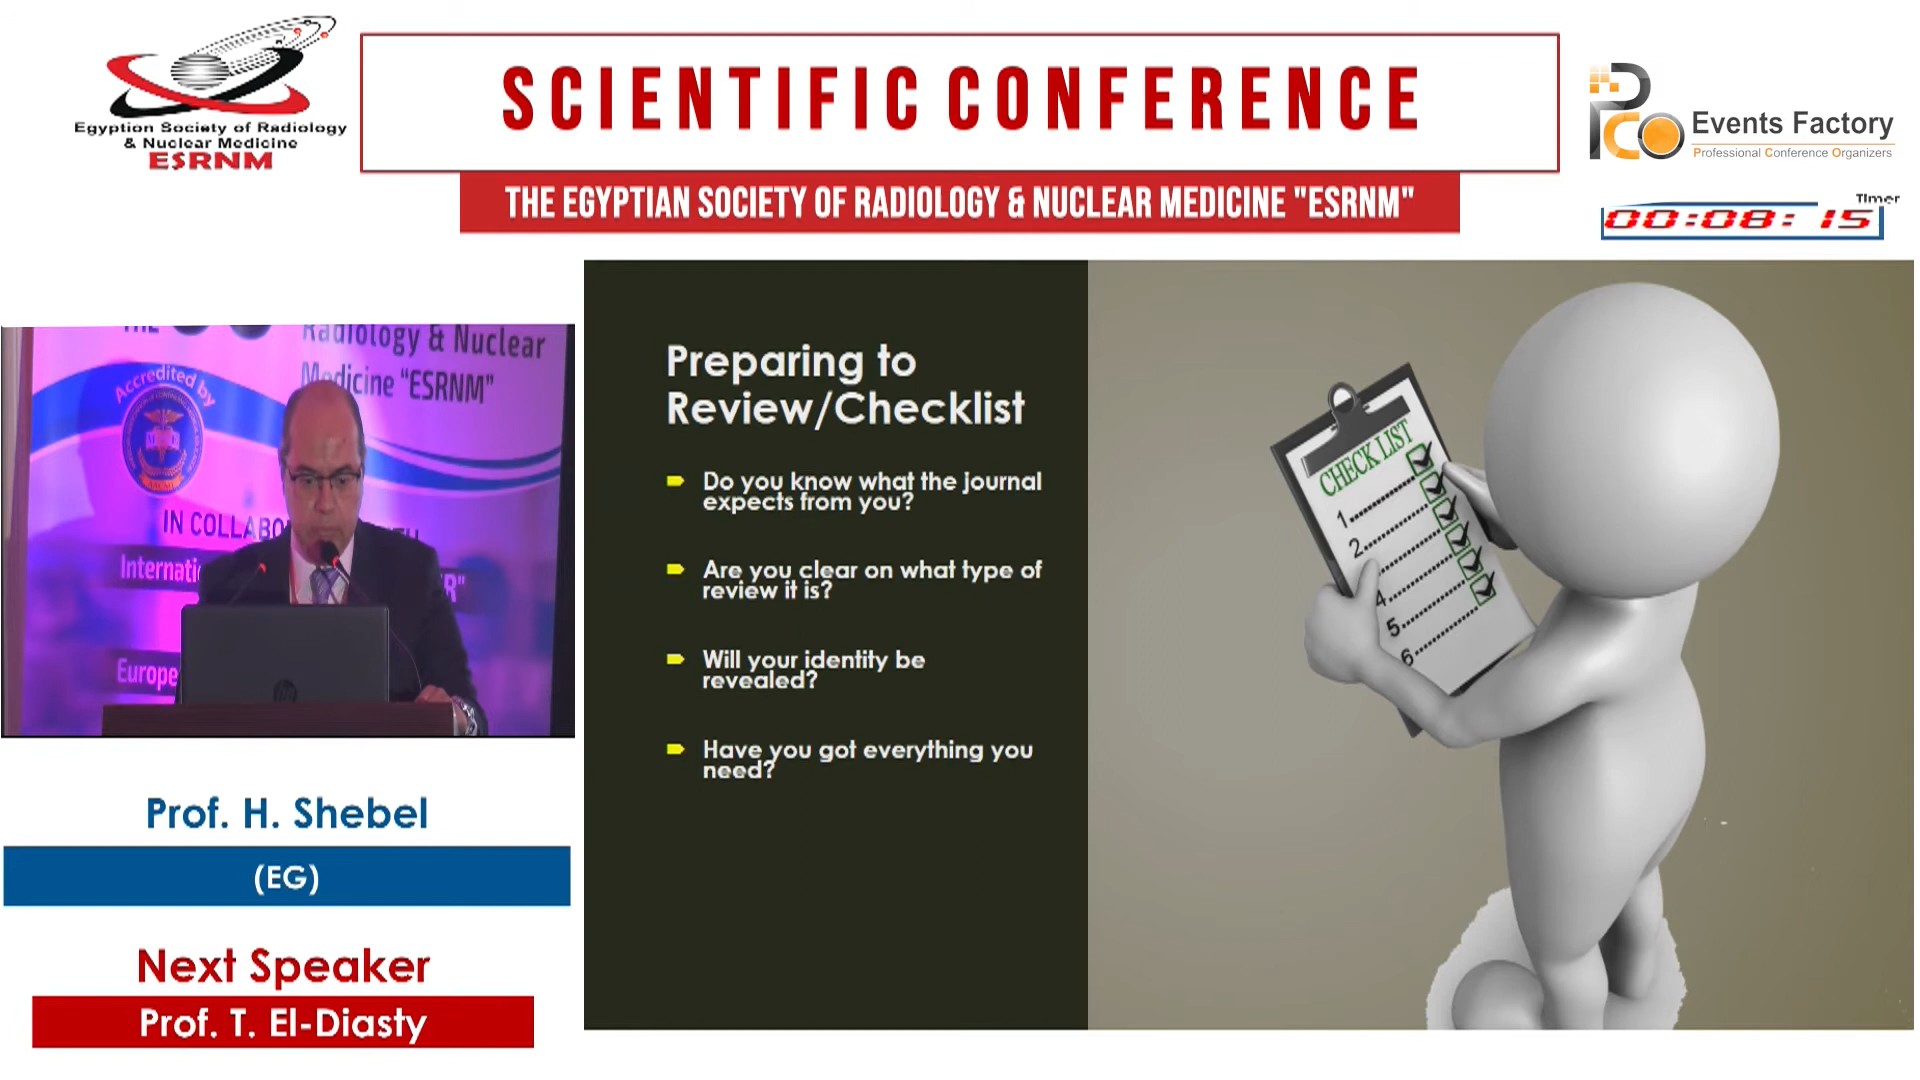 Egyptian Society of Radiology
& Nuclear Medicine
ESRNM
SCIENTIFIC CONFERENCE
THE EGYPTIAN SOCIETY OF RADIOLOGY & NUCLEAR MEDICINE "ESRNM"
PCO Events Factory
Professional Conference Organizers
Timer
00:08:15
Radiology & Nuclear
Medicine "ESRNM"
Accredited by
IN COLLABO
Internati
Europe
Prof. H. Shebel
(EG)
Next Speaker
Prof. T. El-Diasty
Preparing to
Review/Checklist
Do you know what the journal
expects from you?
Are you clear on what type of
review it is?
Will your identity be
revealed?
Have you got everything you
need?
CHECK LIST
1
2
4
5
6